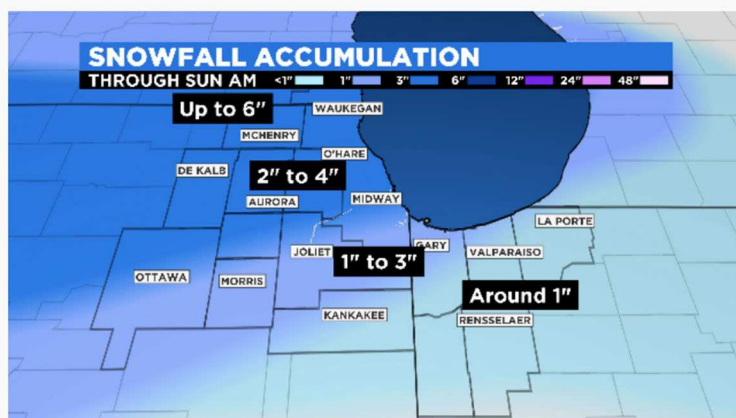 SNOWFALL ACCUMULATION
THROUGH SUN AM <1" 1" 3" 6" 12" 24" 48"
Up to 6"
WAUKEGAN
MCHENRY
O'HARE
DE KALB
2" to 4"
AURORA
MIDWAY
LA PORTE
JOLIET
GARY
VALPARAISO
1" to 3"
OTTAWA
MORRIS
Around 1"
KANKAKEE
RENSSELAER